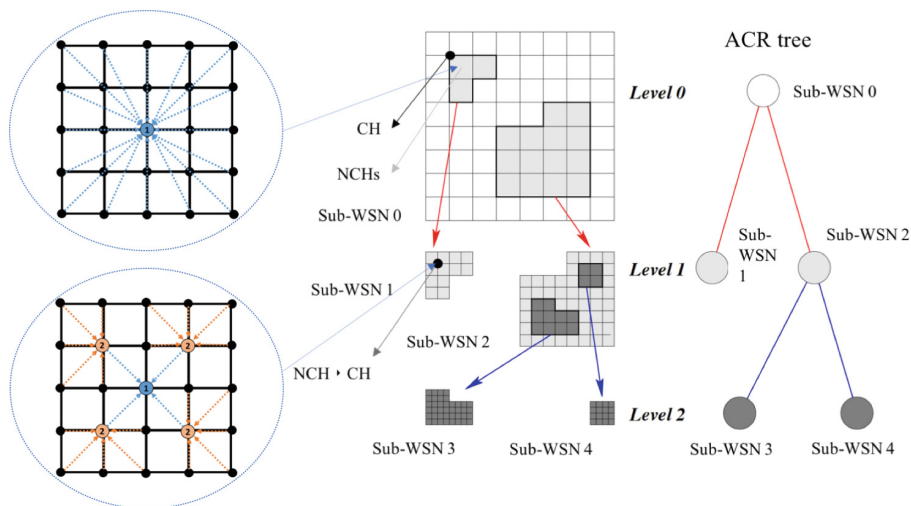 ACR tree
Level 0
Sub-WSN 0
CH
NCHs
Sub-WSN 0
1
Sub-WSN 1
Level 1
Sub-
WSN
1
Sub-WSN 2
Sub-WSN 2
NCH ‣ CH
2
2
1
2
2
Level 2
Sub-WSN 3
Sub-WSN 4
Sub-WSN 3
Sub-WSN 4